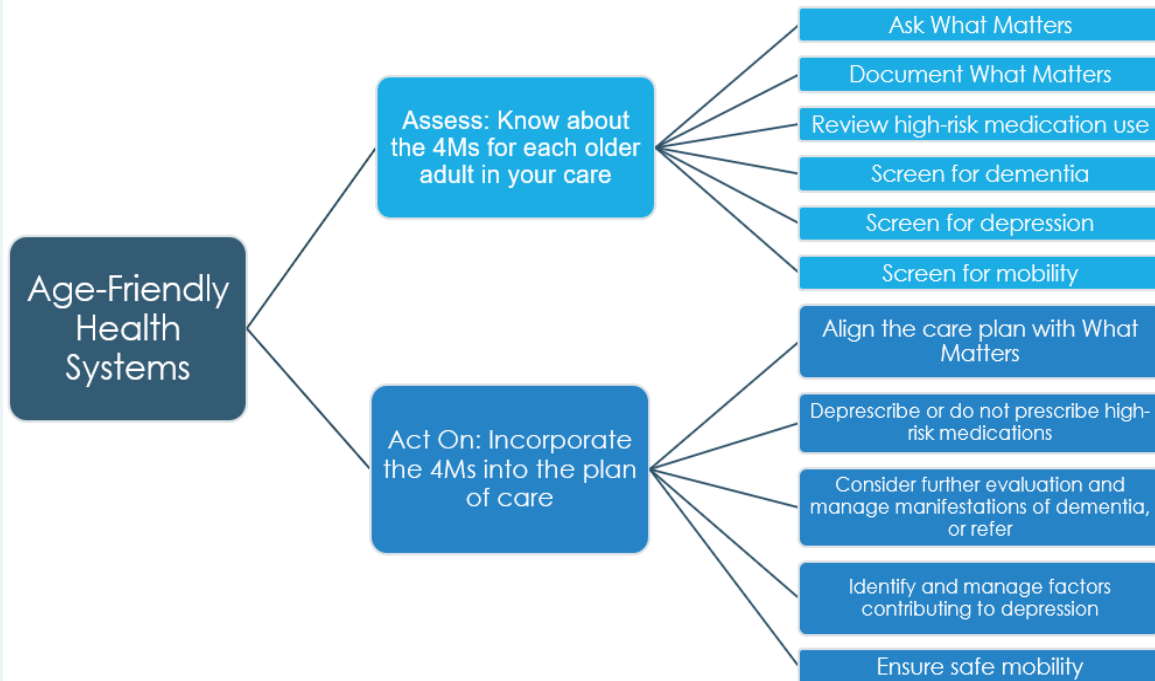 Age-Friendly
Health
Systems
Assess: Know about
the 4Ms for each older
adult in your care
Ask What Matters
Document What Matters
Review high-risk medication use
Screen for dementia
Screen for depression
Screen for mobility
Act On: Incorporate
the 4Ms into the plan
of care
Align the care plan with What
Matters
Deprescribe or do not prescribe high-
risk medications
Consider further evaluation and
manage manifestations of dementia,
or refer
Identify and manage factors
contributing to depression
Ensure safe mobility